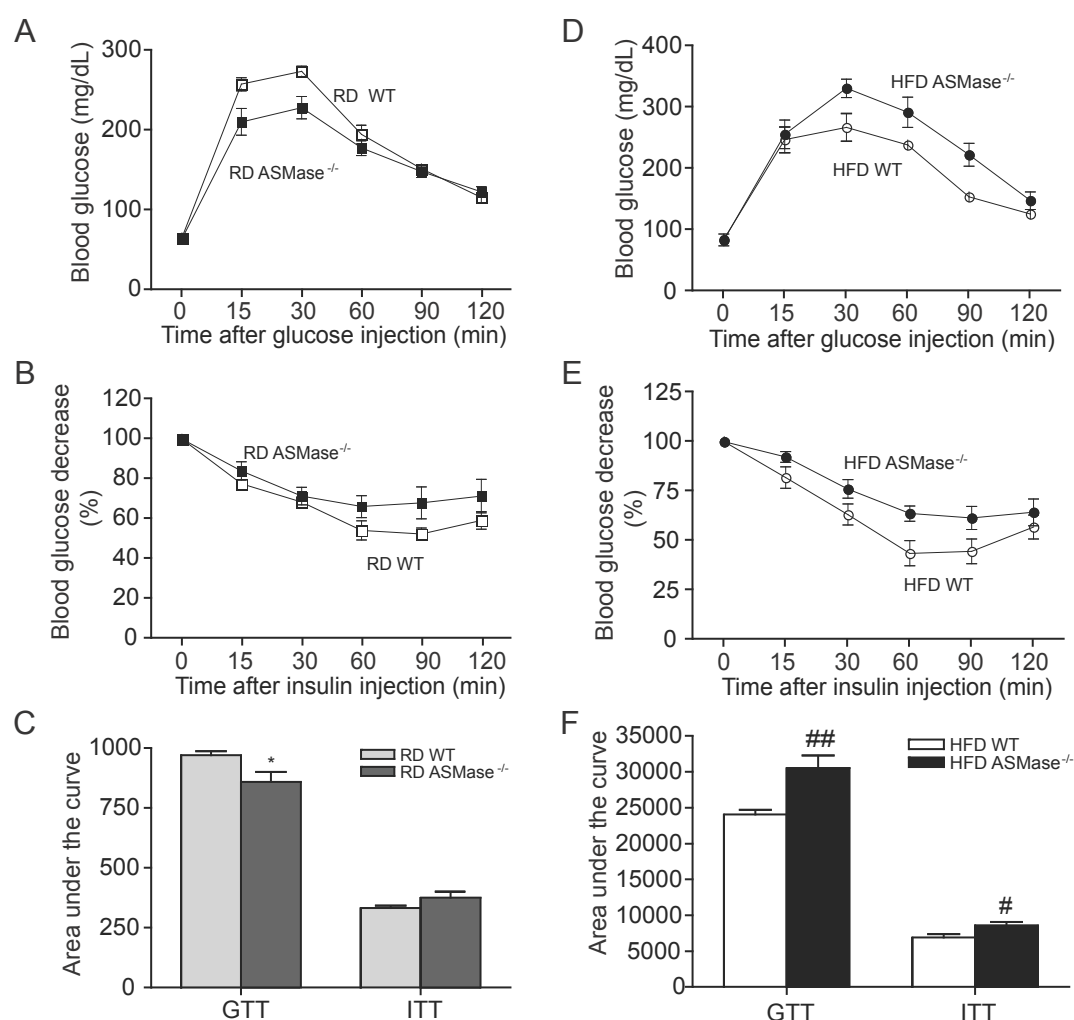 A
Blood glucose (mg/dL)
300
200
100
0
RD WT
RD ASMase-/-
0 15 30 60 90 120
Time after glucose injection (min)
D
Blood glucose (mg/dL)
400
300
200
100
0
HFD ASMase-/-
HFD WT
0 15 30 60 90 120
Time after glucose injection (min)
B
Blood glucose decrease
(%)
120
100
80
60
40
20
0
RD ASMase-/-
RD WT
0 15 30 60 90 120
Time after insulin injection (min)
E
Blood glucose decrease
(%)
125
100
75
50
25
0
HFD ASMase-/-
HFD WT
0 15 30 60 90 120
Time after insulin injection (min)
C
Area under the curve
1000
750
500
250
0
RD WT
RD ASMase-/-
*
GTT ITT
F
Area under the curve
35000
30000
25000
20000
15000
10000
5000
0
HFD WT
HFD ASMase-/-
##
#
GTT ITT